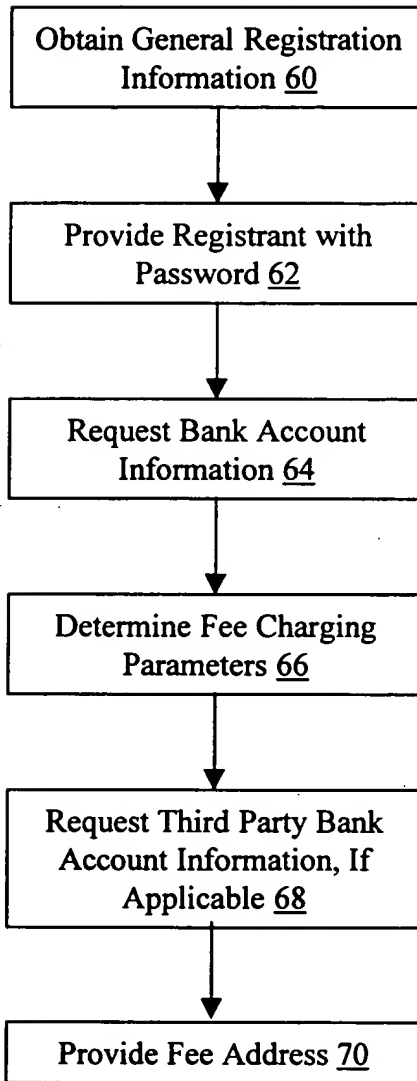 Obtain General Registration
Information 60
Provide Registrant with
Password 62
Request Bank Account
Information 64
Determine Fee Charging
Parameters 66
Request Third Party Bank
Account Information, If
Applicable 68
Provide Fee Address 70